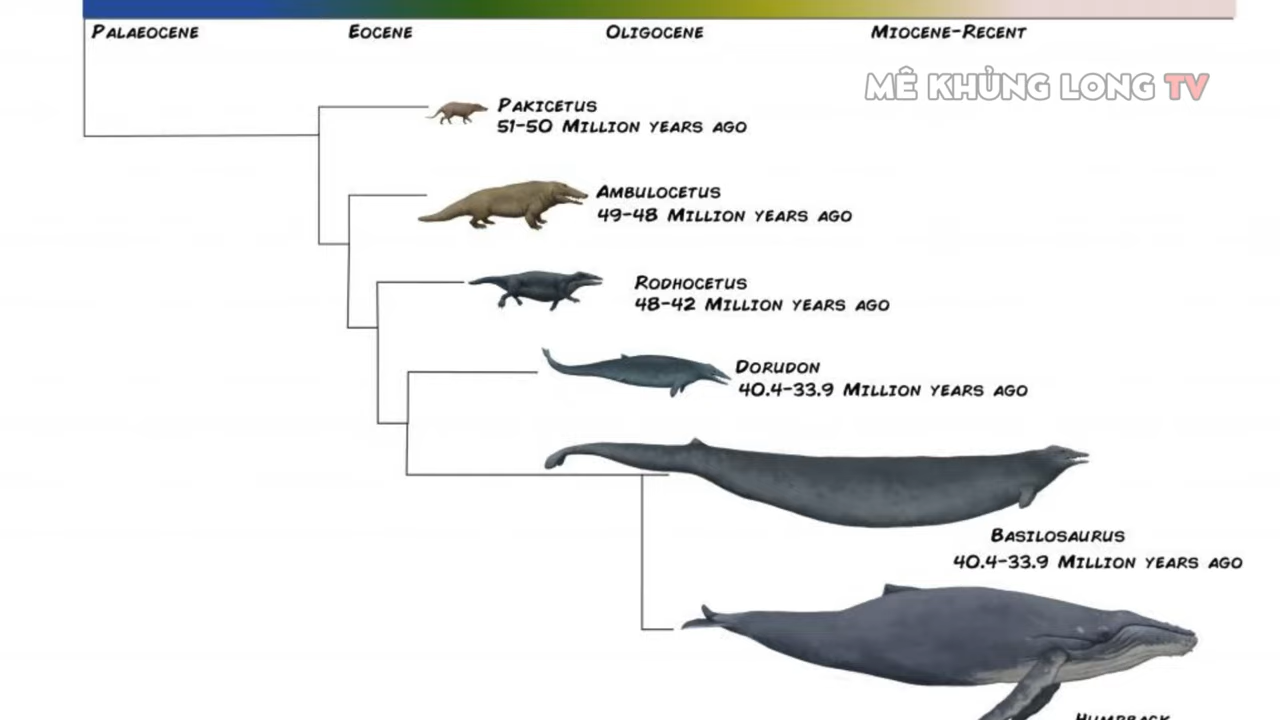 PALAEOCENE EOCENE OLIGOCENE MIOCENE-RECENT
MÊ KHỦNG LONG TV
PAKICETUS
51-50 MILLION YEARS AGO
AMBULOCETUS
49-48 MILLION YEARS AGO
RODHOCETUS
48-42 MILLION YEARS AGO
DORUDON
40.4-33.9 MILLION YEARS AGO
BASILOSAURUS
40.4-33.9 MILLION YEARS AGO
HUMPBACK